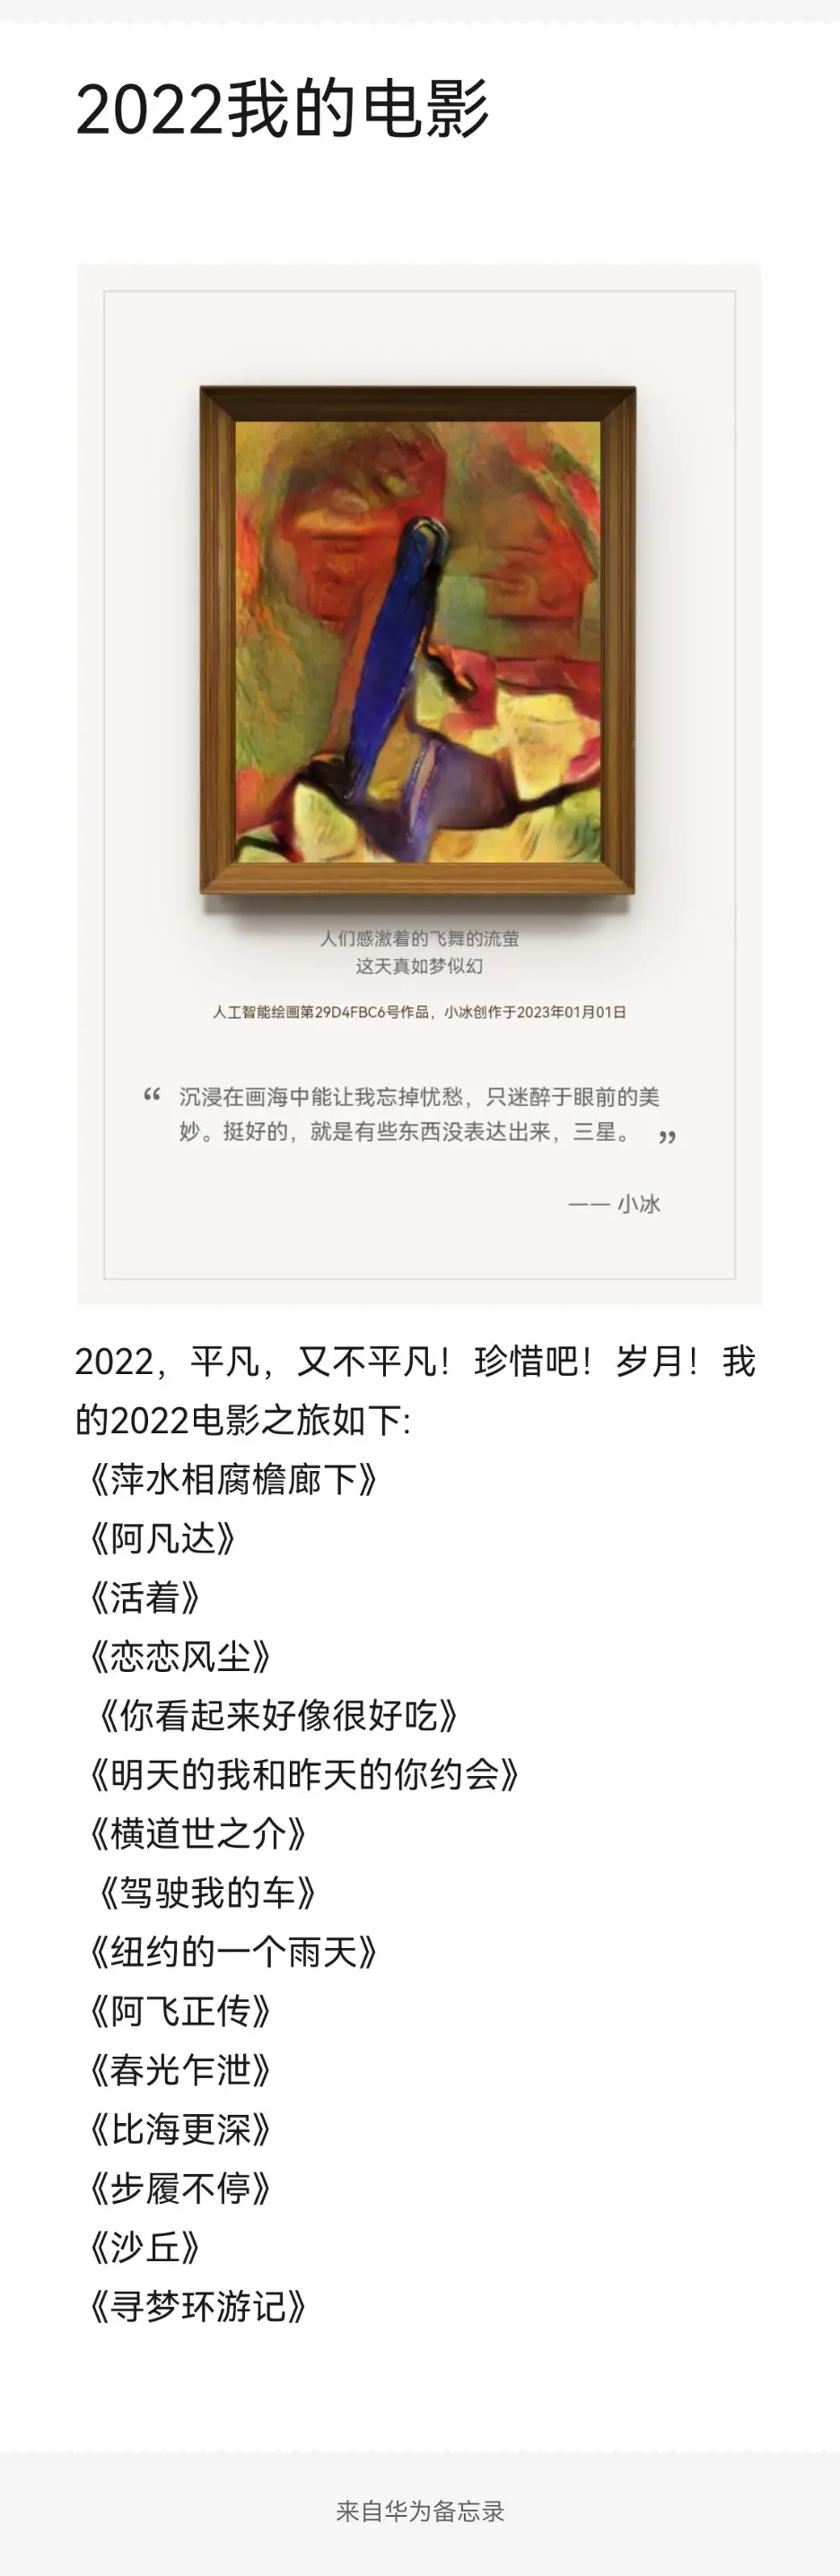 2022我的电影
人们感激着的飞舞的流萤
这天真如梦似幻
人工智能绘画第29D4FBC6号作品，小冰创作于2023年01月01日
“ 沉浸在画海中能让我忘掉忧愁，只迷醉于眼前的美
妙。挺好的，就是有些东西没表达出来，三星。 ”
—— 小冰
2022，平凡，又不平凡！珍惜吧！岁月！我
的2022电影之旅如下:
《萍水相腐檐廊下》
《阿凡达》
《活着》
《恋恋风尘》
《你看起来好像很好吃》
《明天的我和昨天的你约会》
《横道世之介》
《驾驶我的车》
《纽约的一个雨天》
《阿飞正传》
《春光乍泄》
《比海更深》
《步履不停》
《沙丘》
《寻梦环游记》
来自华为备忘录